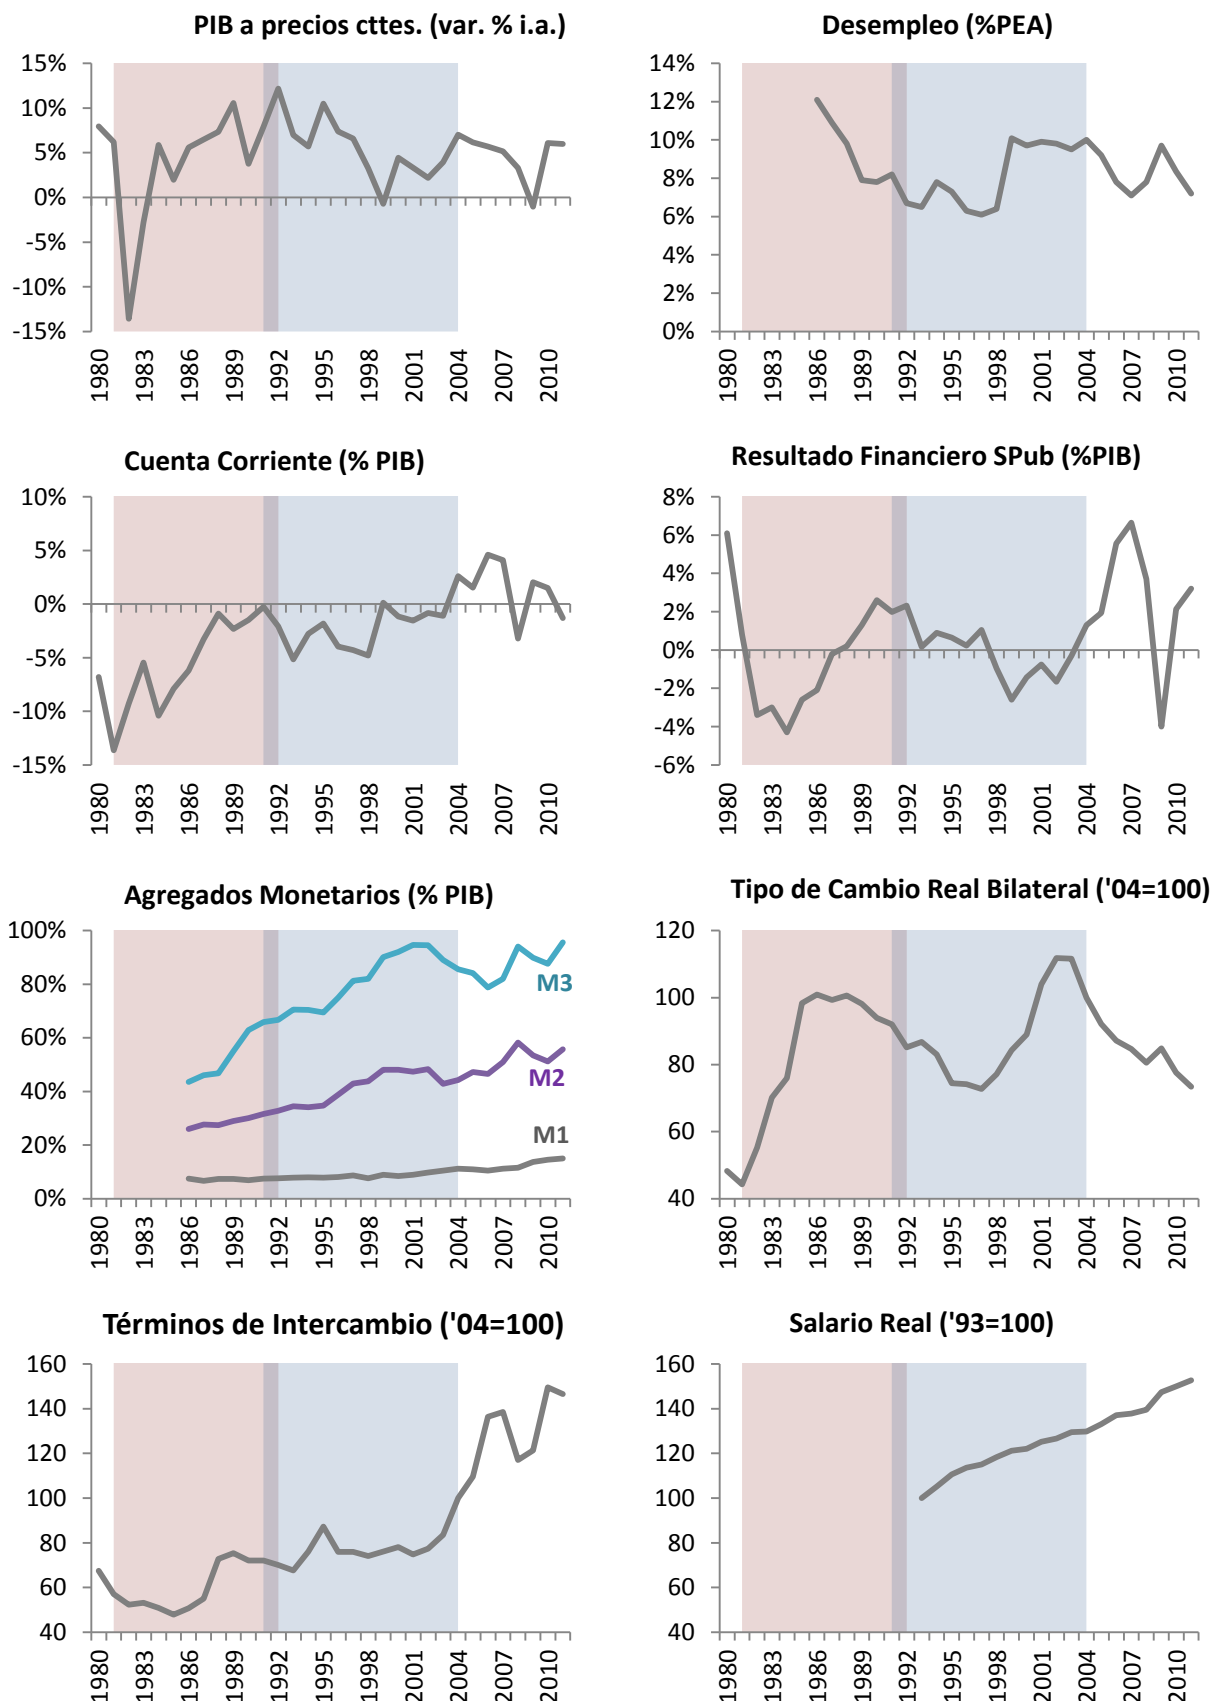 PIB a precios cttes. (var. % i.a.)
15%
10%
5%
0%
-5%
-10%
-15%
1980 1983 1986 1989 1992 1995 1998 2001 2004 2007 2010
Desempleo (%PEA)
14%
12%
10%
8%
6%
4%
2%
0%
1980 1983 1986 1989 1992 1995 1998 2001 2004 2007 2010
Cuenta Corriente (% PIB)
10%
5%
0%
-5%
-10%
-15%
1980 1983 1986 1989 1992 1995 1998 2001 2004 2007 2010
Resultado Financiero SPub (%PIB)
8%
6%
4%
2%
0%
-2%
-4%
-6%
1980 1983 1986 1989 1992 1995 1998 2001 2004 2007 2010
Agregados Monetarios (% PIB)
100%
80%
60%
40%
20%
0%
M3
M2
M1
1980 1983 1986 1989 1992 1995 1998 2001 2004 2007 2010
Tipo de Cambio Real Bilateral ('04=100)
120
100
80
60
40
1980 1983 1986 1989 1992 1995 1998 2001 2004 2007 2010
Términos de Intercambio ('04=100)
160
140
120
100
80
60
40
1980 1983 1986 1989 1992 1995 1998 2001 2004 2007 2010
Salario Real ('93=100)
160
140
120
100
80
60
40
1980 1983 1986 1989 1992 1995 1998 2001 2004 2007 2010